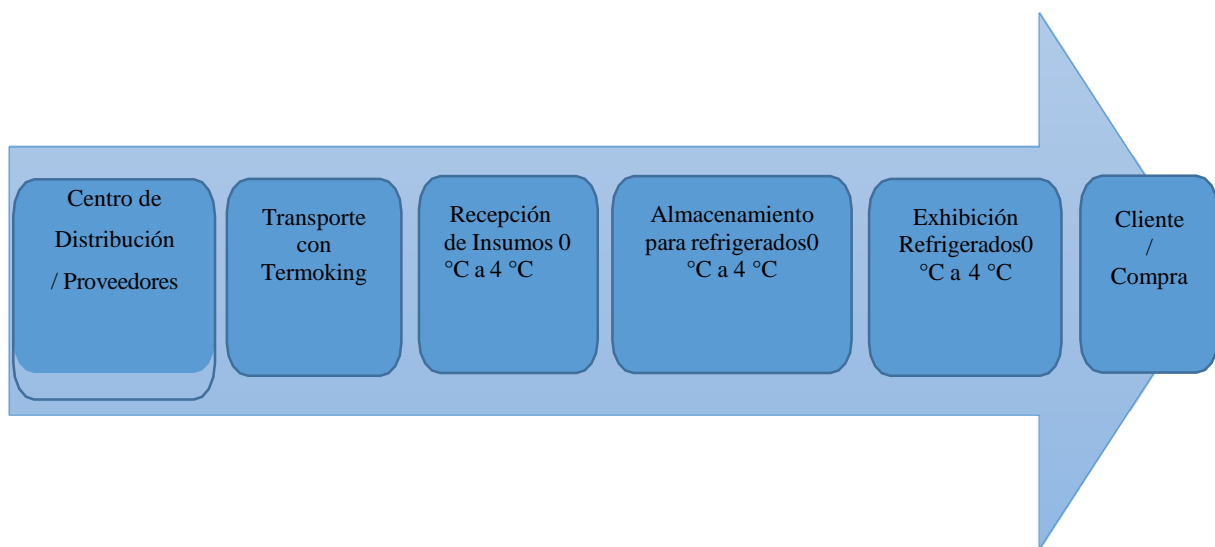 Centro de
Distribución
/ Proveedores
Transporte
con
Termoking
Recepción
de Insumos 0
°C a 4 °C
Almacenamiento
para refrigerados0
°C a 4 °C
Exhibición
Refrigerados0
°C a 4 °C
Cliente
/
Compra